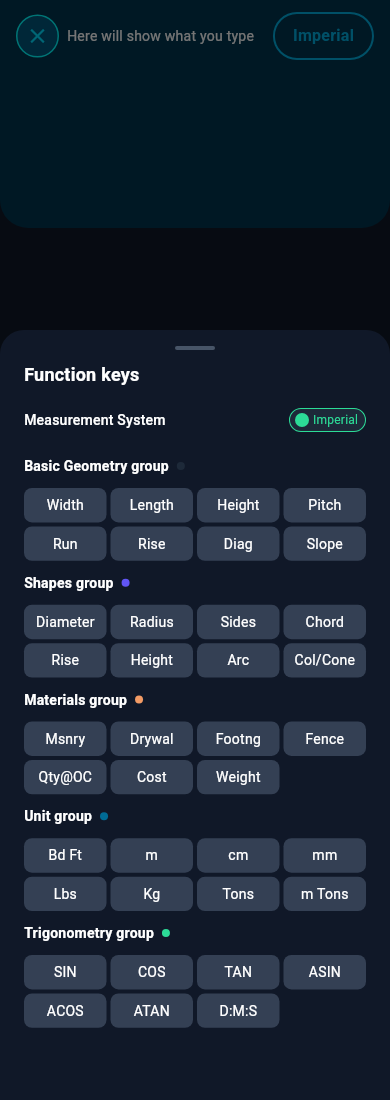 Here will show what you type
Imperial
Function keys
Measurement System
Imperial
Basic Geometry group
Width Length Height Pitch
Run Rise Diag Slope
Shapes group
Diameter Radius Sides Chord
Rise Height Arc Col/Cone
Materials group
Msnry Drywal Footng Fence
Qty@OC Cost Weight
Unit group
Bd Ft m cm mm
Lbs Kg Tons m Tons
Trigonometry group
SIN COS TAN ASIN
ACOS ATAN D:M:S